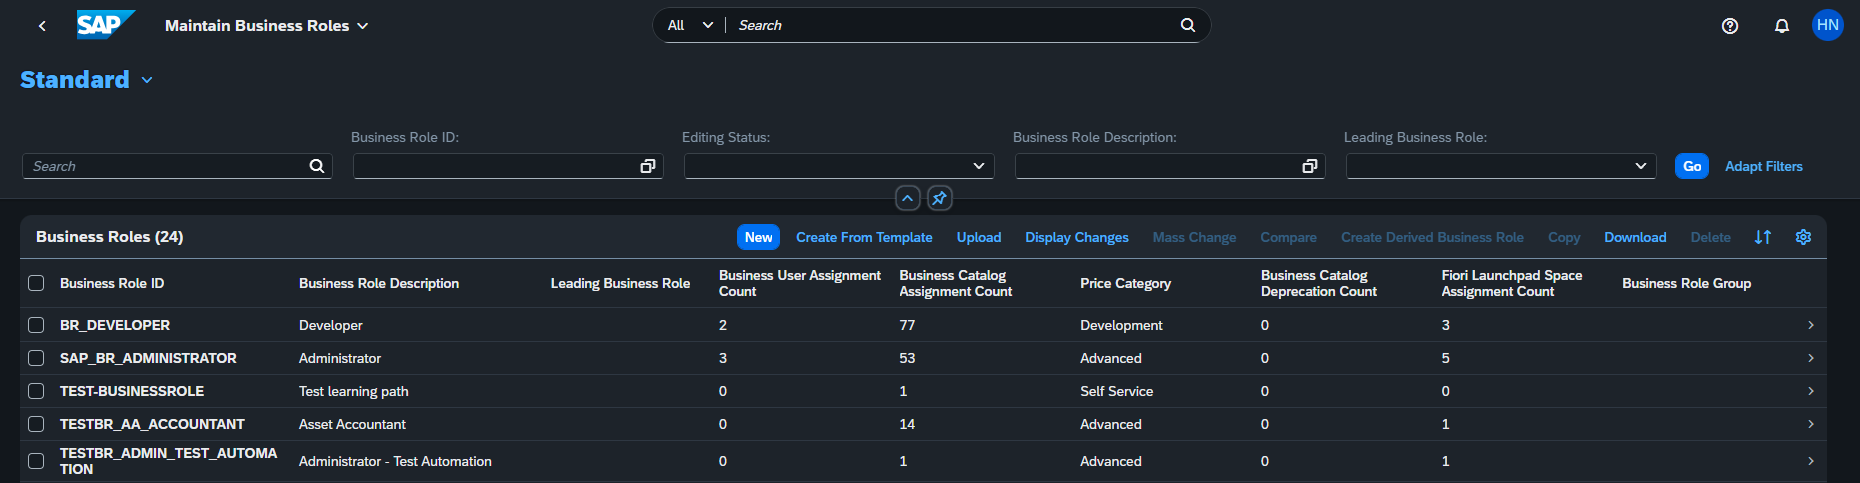 SAP Maintain Business Roles All Search HN
Standard
Business Role ID: Editing Status: Business Role Description: Leading Business Role:
Search Go Adapt Filters
Business Roles (24) New Create From Template Upload Display Changes Mass Change Compare Create Derived Business Role Copy Download Delete
Business Role ID Business Role Description Leading Business Role Business User Assignment Count Business Catalog Assignment Count Price Category Business Catalog Deprecation Count Fiori Launchpad Space Assignment Count Business Role Group
BR_DEVELOPER Developer 2 77 Development 0 3
SAP_BR_ADMINISTRATOR Administrator 3 53 Advanced 0 5
TEST-BUSINESSROLE Test learning path 0 1 Self Service 0 0
TESTBR_AA_ACCOUNTANT Asset Accountant 0 14 Advanced 0 1
TESTBR_ADMIN_TEST_AUTOMATION Administrator - Test Automation 0 1 Advanced 0 1